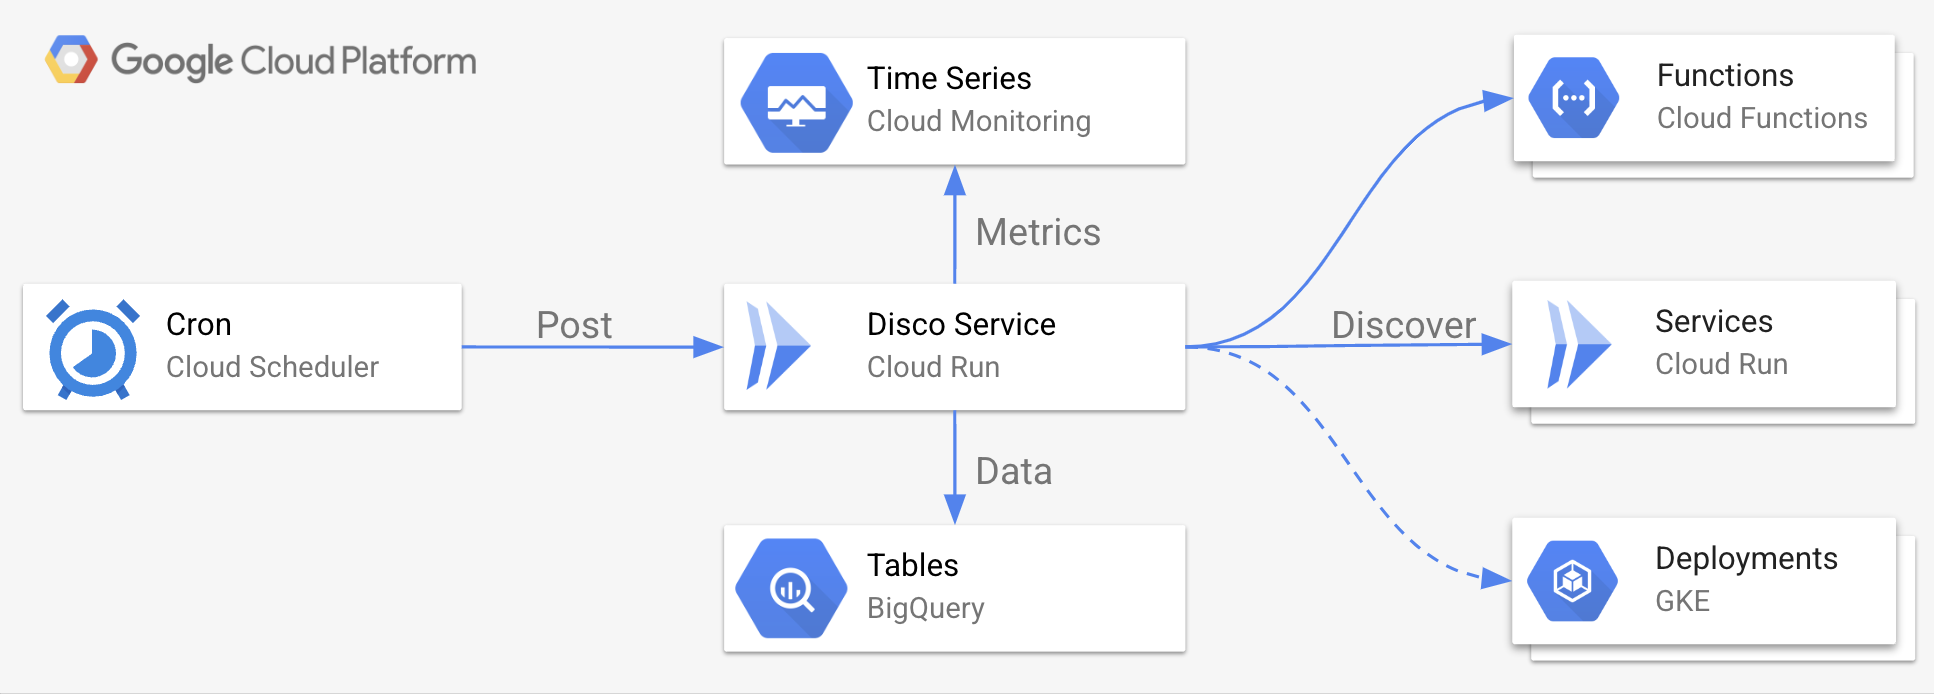 Google Cloud Platform
Time Series
Cloud Monitoring
Functions
Cloud Functions
Metrics
Cron
Cloud Scheduler
Post
Disco Service
Cloud Run
Discover
Services
Cloud Run
Data
Tables
BigQuery
Deployments
GKE